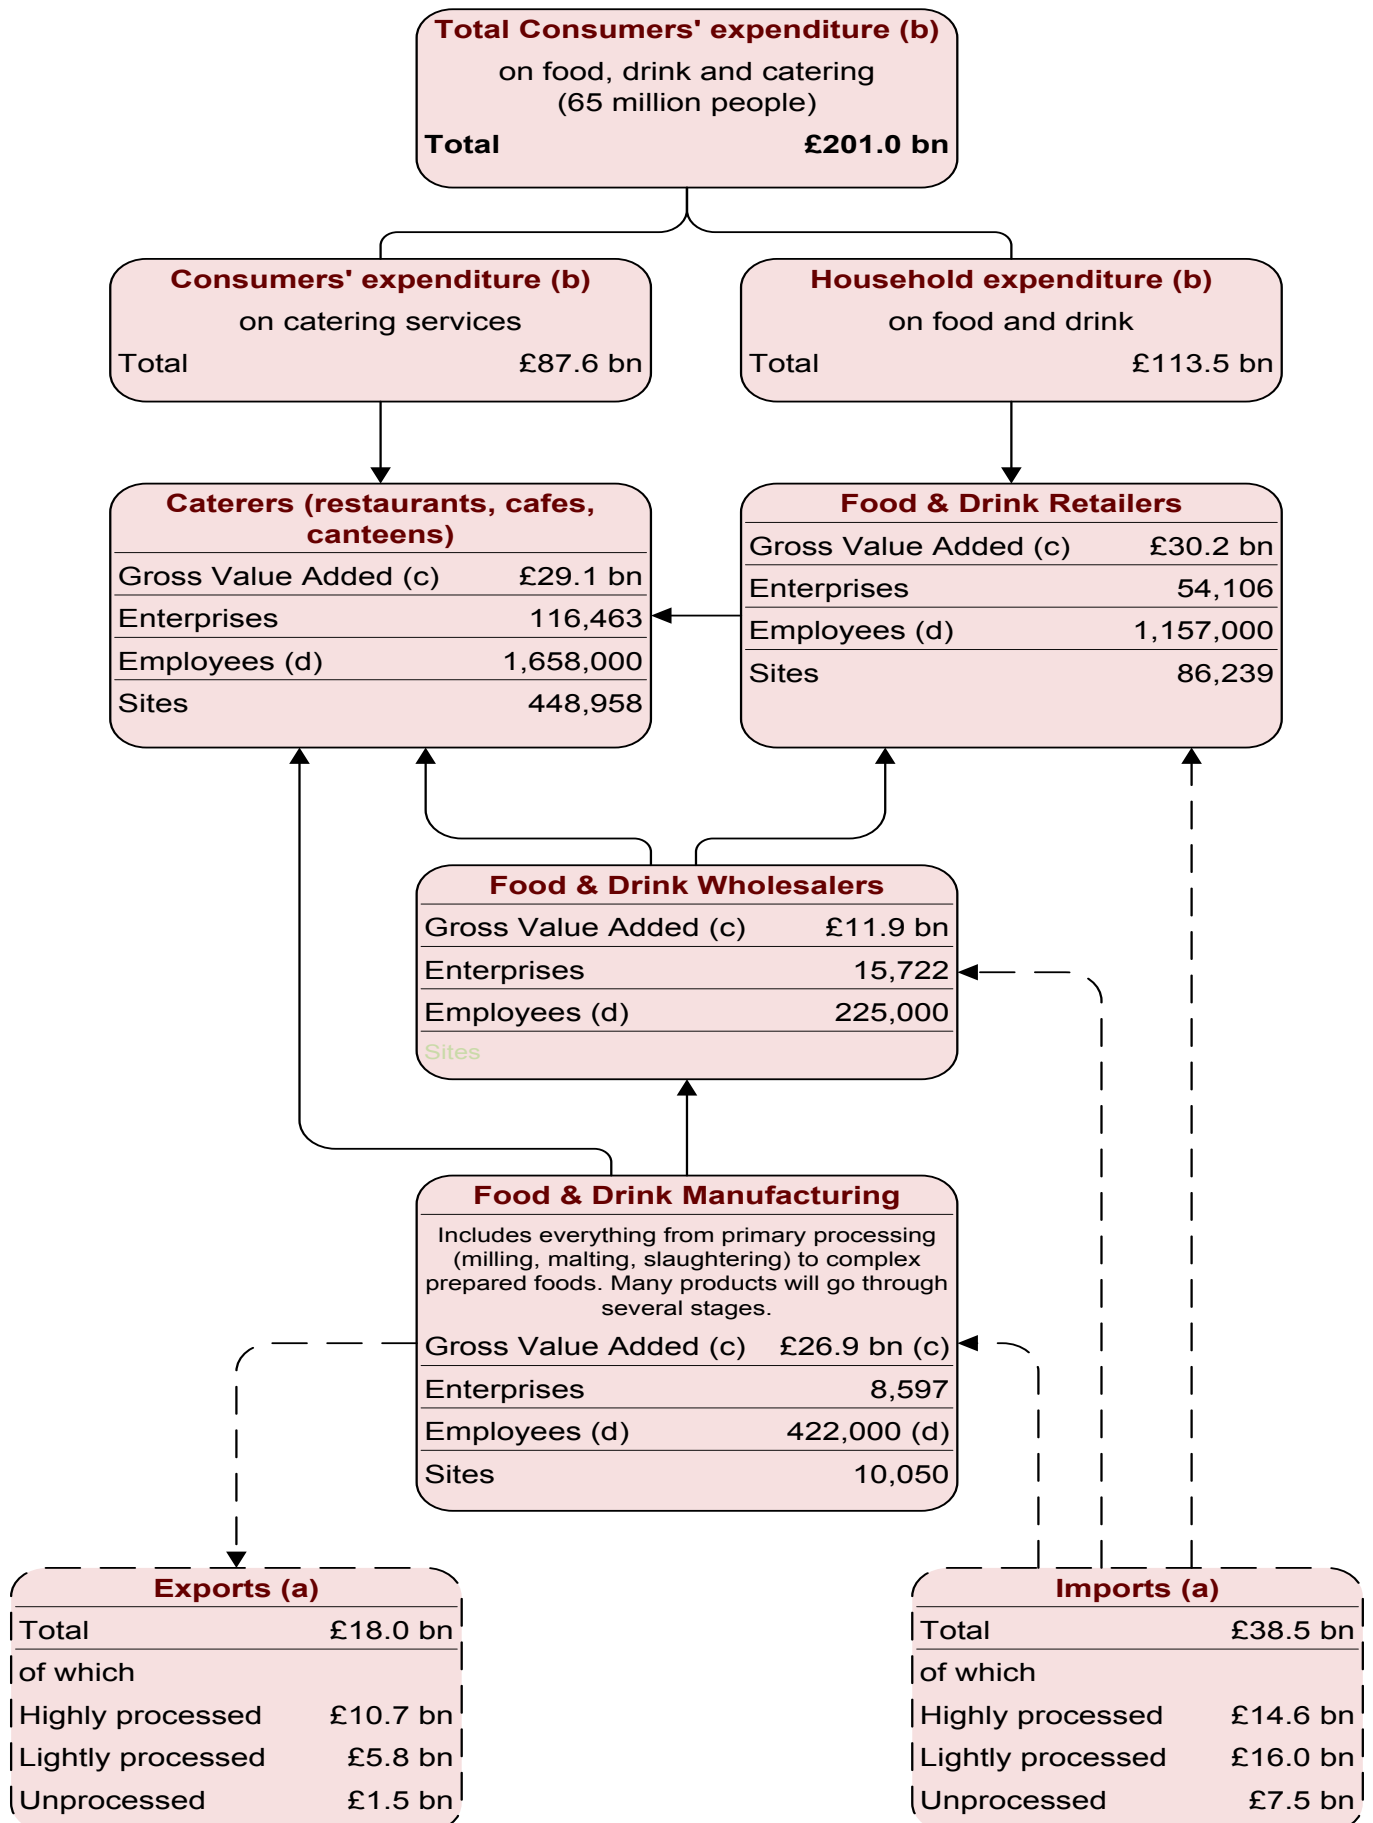 Total Consumers' expenditure (b)
on food, drink and catering
(65 million people)
Total £201.0 bn
Consumers' expenditure (b)
on catering services
Total £87.6 bn
Household expenditure (b)
on food and drink
Total £113.5 bn
Caterers (restaurants, cafes,
canteens)
Gross Value Added (c) £29.1 bn
Enterprises 116,463
Employees (d) 1,658,000
Sites 448,958
Food & Drink Retailers
Gross Value Added (c) £30.2 bn
Enterprises 54,106
Employees (d) 1,157,000
Sites 86,239
Food & Drink Wholesalers
Gross Value Added (c) £11.9 bn
Enterprises 15,722
Employees (d) 225,000
Sites
Food & Drink Manufacturing
Includes everything from primary processing
(milling, malting, slaughtering) to complex
prepared foods. Many products will go through
several stages.
Gross Value Added (c) £26.9 bn (c)
Enterprises 8,597
Employees (d) 422,000 (d)
Sites 10,050
Exports (a)
Total £18.0 bn
of which
Highly processed £10.7 bn
Lightly processed £5.8 bn
Unprocessed £1.5 bn
Imports (a)
Total £38.5 bn
of which
Highly processed £14.6 bn
Lightly processed £16.0 bn
Unprocessed £7.5 bn